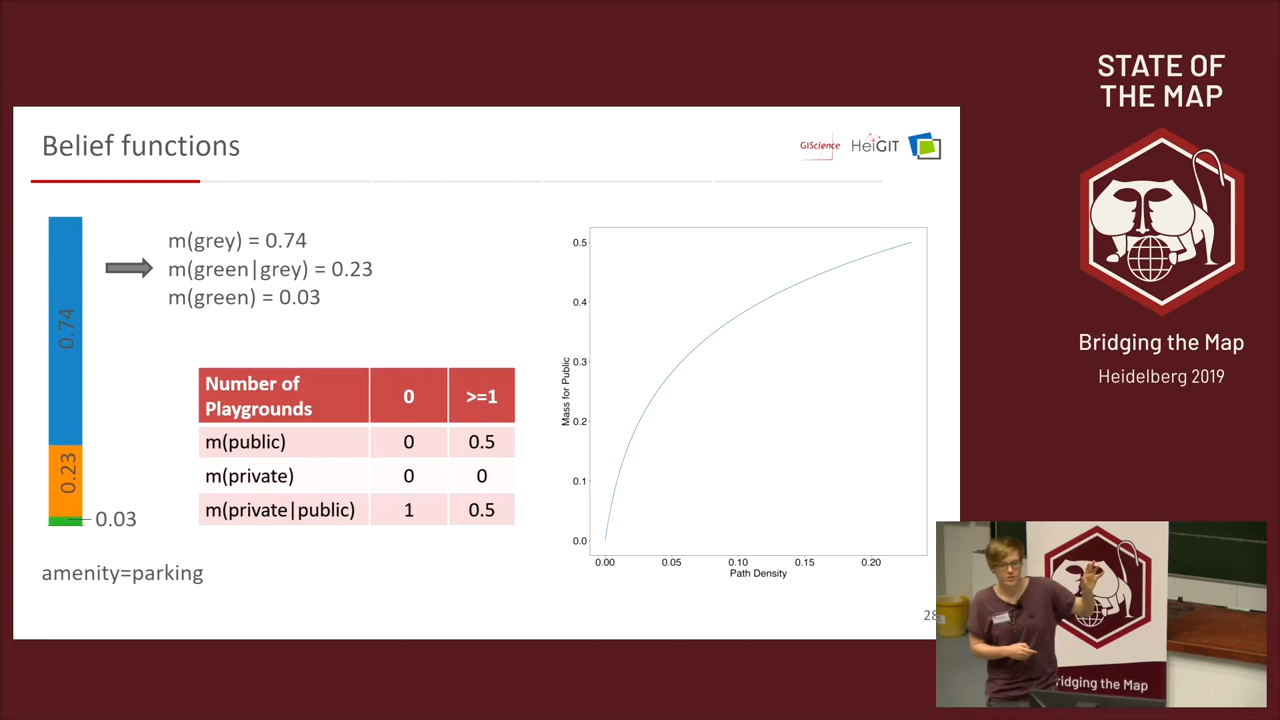 STATE OF
THE MAP
Bridging the Map
Heidelberg 2019
Belief functions
GIScience
HeiGIT
0.74
0.23
0.03
m(grey) = 0.74
m(green|grey) = 0.23
m(green) = 0.03
amenity=parking
Number of
Playgrounds
0
>=1
m(public)
0
0.5
m(private)
0
0
m(private|public)
1
0.5
Mass for Public
0.5
0.4
0.3
0.2
0.1
0.0
0.00
0.05
0.10
0.15
0.20
Path Density
28
ridging the Map